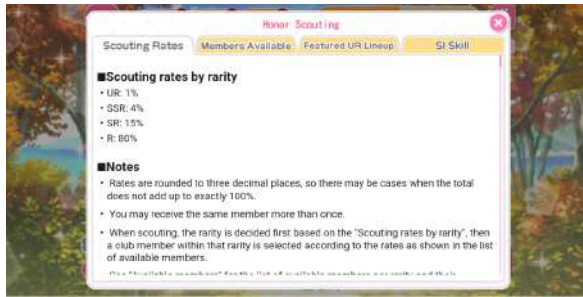 Honor Scouting
Scouting Rates Members Available Featured UR Lineup SI Skill
■Scouting rates by rarity
• UR: 1%
• SSR: 4%
• SR: 15%
• R: 80%
■Notes
• Rates are rounded to three decimal places, so there may be cases when the total
does not add up to exactly 100%.
• You may receive the same member more than once.
• When scouting, the rarity is decided first based on the "Scouting rates by rarity", then
a club member within that rarity is selected according to the rates as shown in the list
of available members.